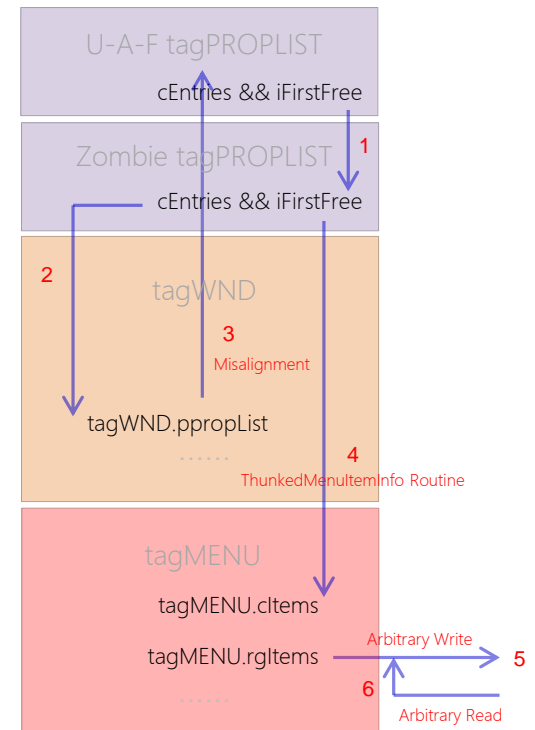 U-A-F tagPROPLIST
cEntries && iFirstFree
1
Zombie tagPROPLIST
cEntries && iFirstFree
2
tagWND
3
Misalignment
tagWND.ppropList
......
4
ThunkedMenuItemInfo Routine
tagMENU
tagMENU.cItems
Arbitrary Write
tagMENU.rgItems
5
6
......
Arbitrary Read